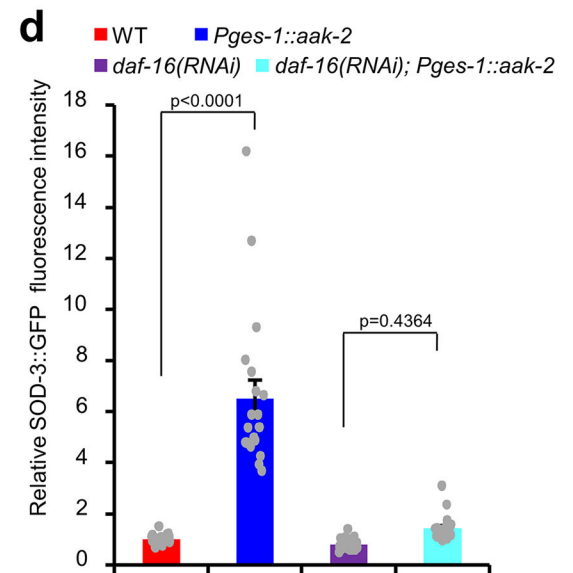 d
WT Pges-1::aak-2
daf-16(RNAi) daf-16(RNAi); Pges-1::aak-2
Relative SOD-3::GFP fluorescence intensity
18
16
14
12
10
8
6
4
2
0
p<0.0001
p=0.4364